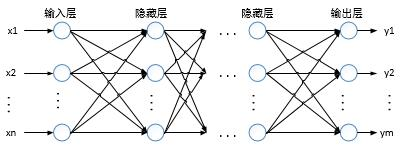 输入层 隐藏层 隐藏层 输出层
x1 y1
x2 ... y2
xn ... ym